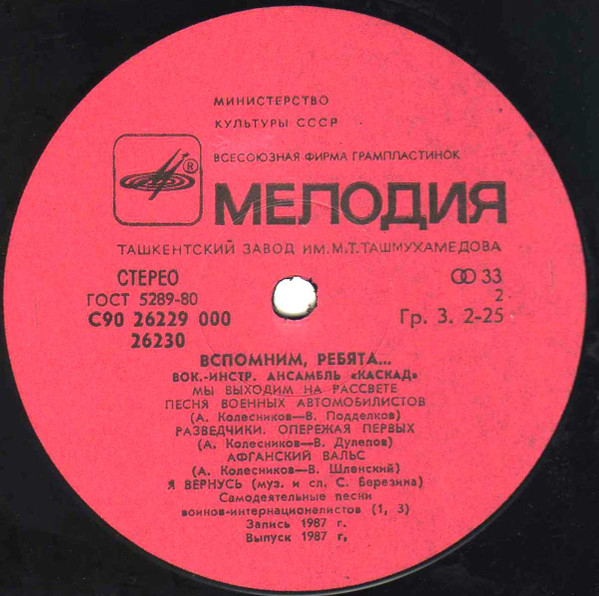 МИНИСТЕРСТВО
КУЛЬТУРЫ СССР
ВСЕСОЮЗНАЯ ФИРМА ГРАМПЛАСТИНОК
®
МЕЛОДИЯ
ТАШКЕНТСКИЙ ЗАВОД ИМ.М.Т.ТАШМУХАМЕДОВА
СТЕРЕО 33
ГОСТ 5289-80 2
С90 26229 000 Гр. 3. 2-25
26230
ВСПОМНИМ, РЕБЯТА...
ВОК.-ИНСТР. АНСАМБЛЬ «КАСКАД»
МЫ ВЫХОДИМ НА РАССВЕТЕ
ПЕСНЯ ВОЕННЫХ АВТОМОБИЛИСТОВ
(А. Колесников—В. Подделков)
РАЗВЕДЧИКИ. ОПЕРЕЖАЯ ПЕРВЫХ
(А. Колесников—В. Дулепов)
АФГАНСКИЙ ВАЛЬС
(А. Колесников—В. Шленский)
Я ВЕРНУСЬ (муз. и сл. С. Березина)
Самодеятельные песни
воинов-интернационалистов (1, 3)
Запись 1987 г.
Выпуск 1987 г.